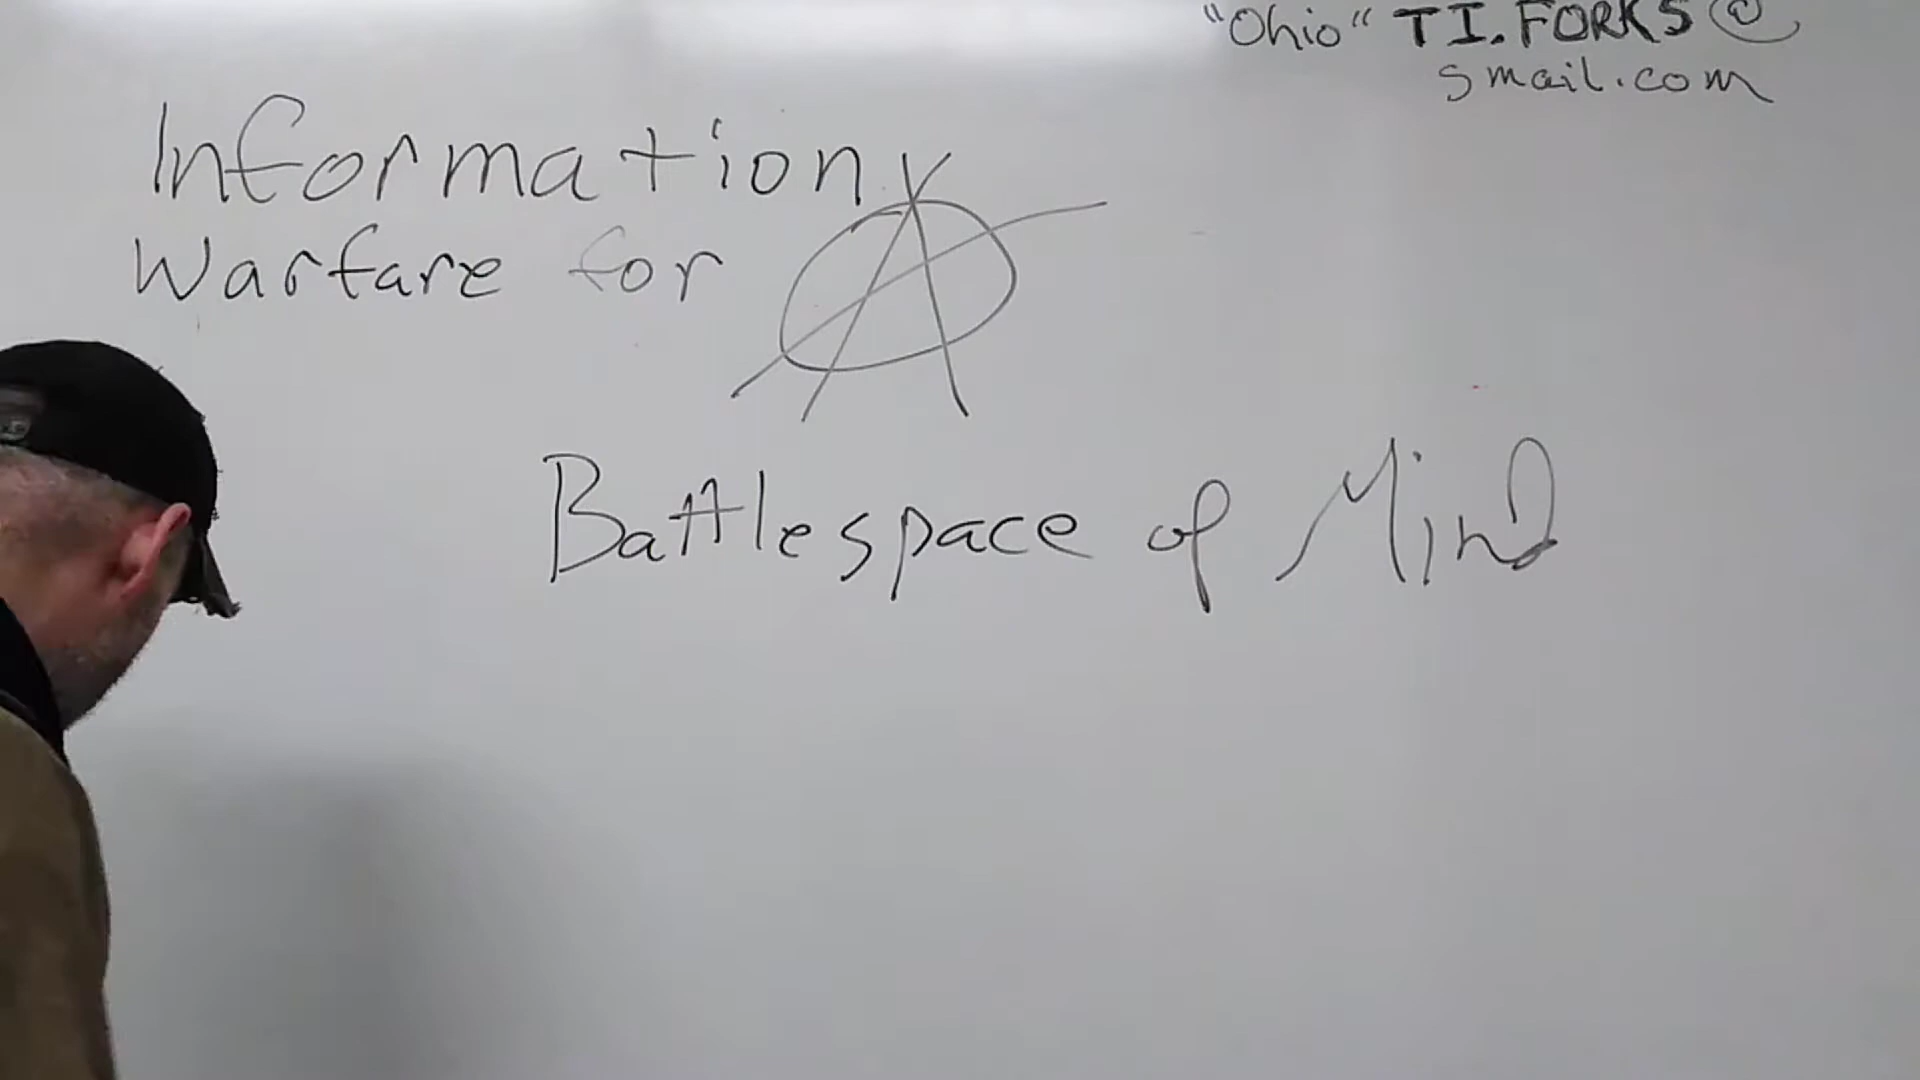 "Ohio" TI.FORKS@
gmail.com
Information
Warfare for Ⓐ
Battlespace of Mind